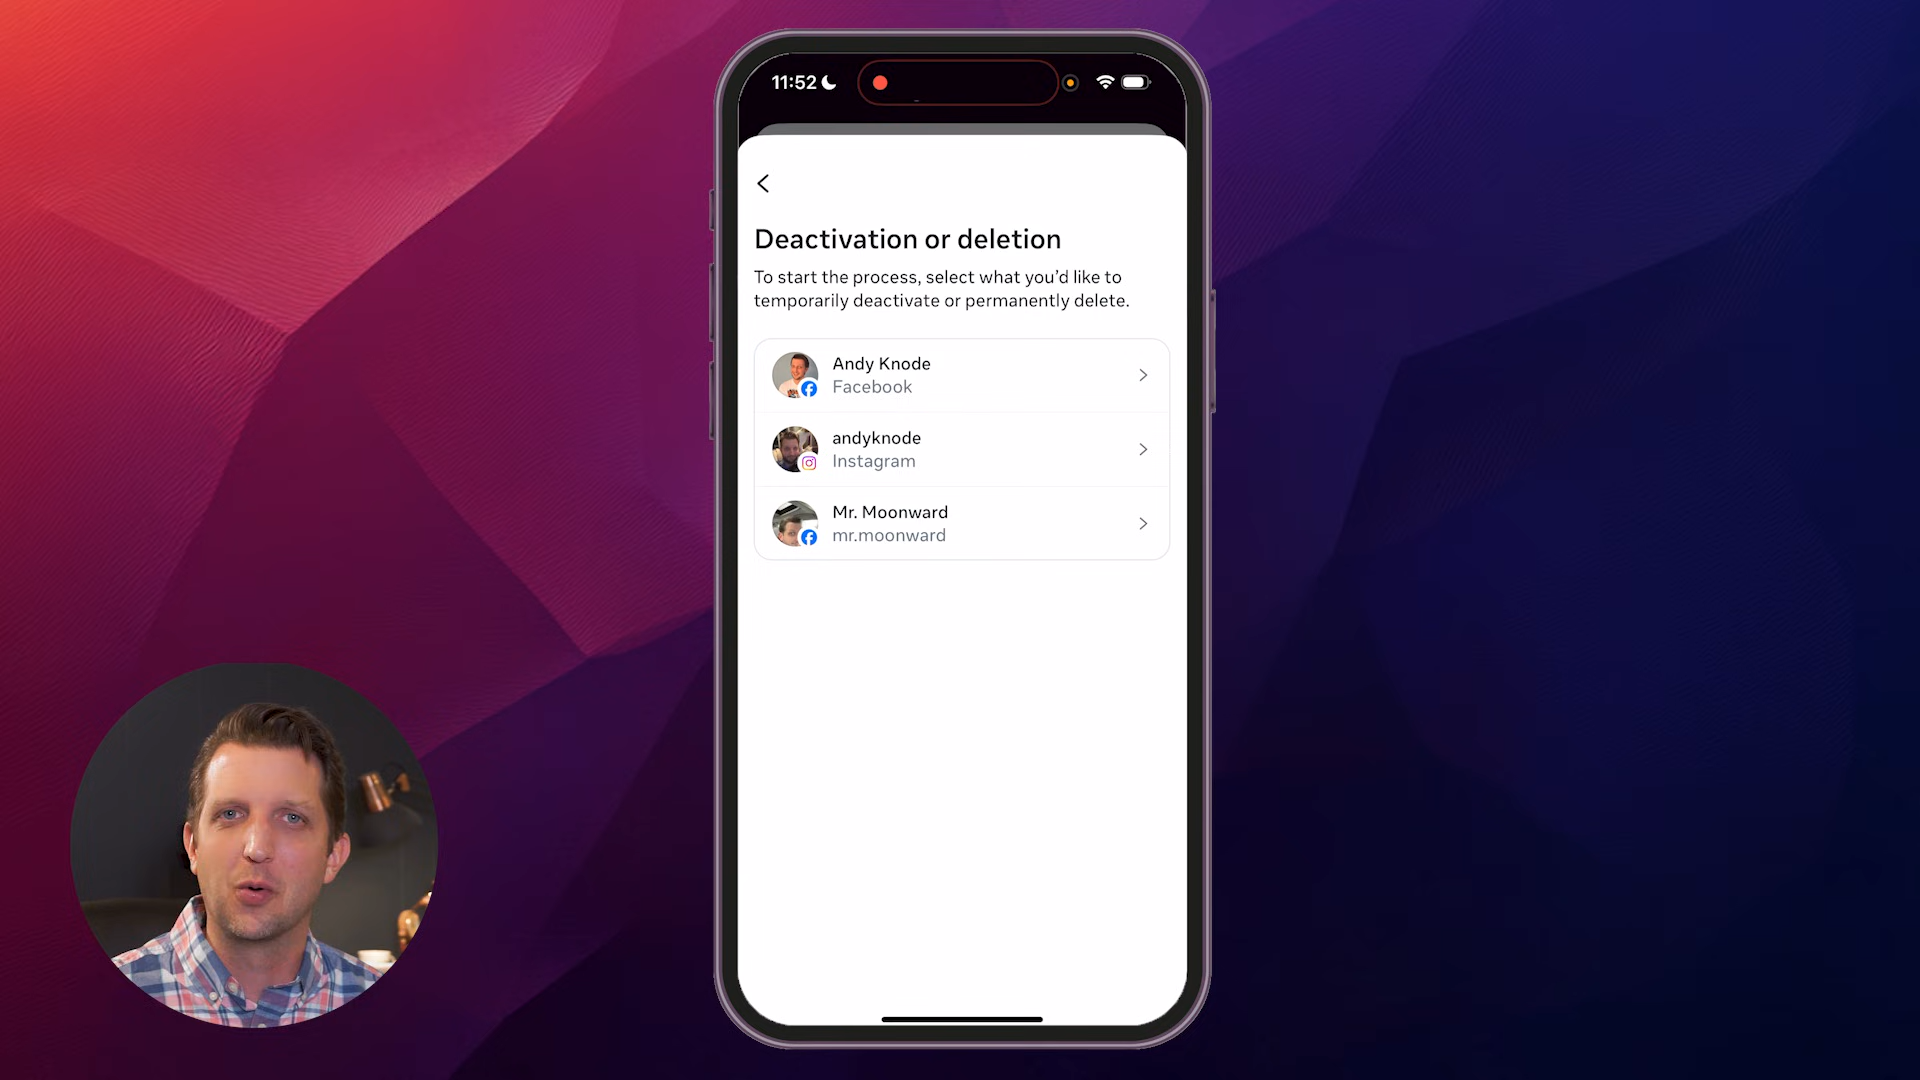 11:52
Deactivation or deletion
To start the process, select what you’d like to
temporarily deactivate or permanently delete.
Andy Knode
Facebook
andyknode
Instagram
Mr. Moonward
mr.moonward